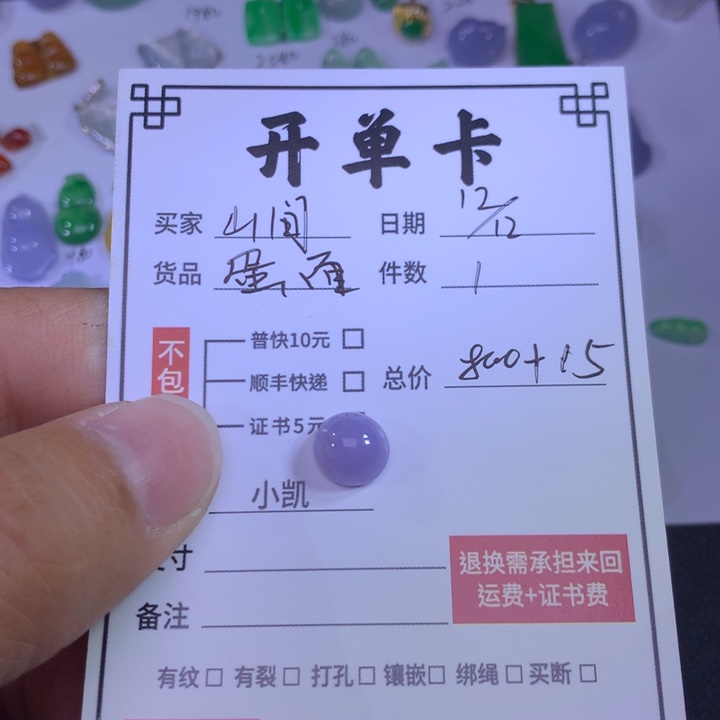 开单卡
买家 山间 日期 12/12
货品 蛋面 件数 1
不包
普快10元 □
顺丰快递 □ 总价 800+15
证书5元
小凯
寸
退换需承担来回
运费+证书费
备注
有纹 □ 有裂 □ 打孔 □ 镶嵌 □ 绑绳 □ 买断 □